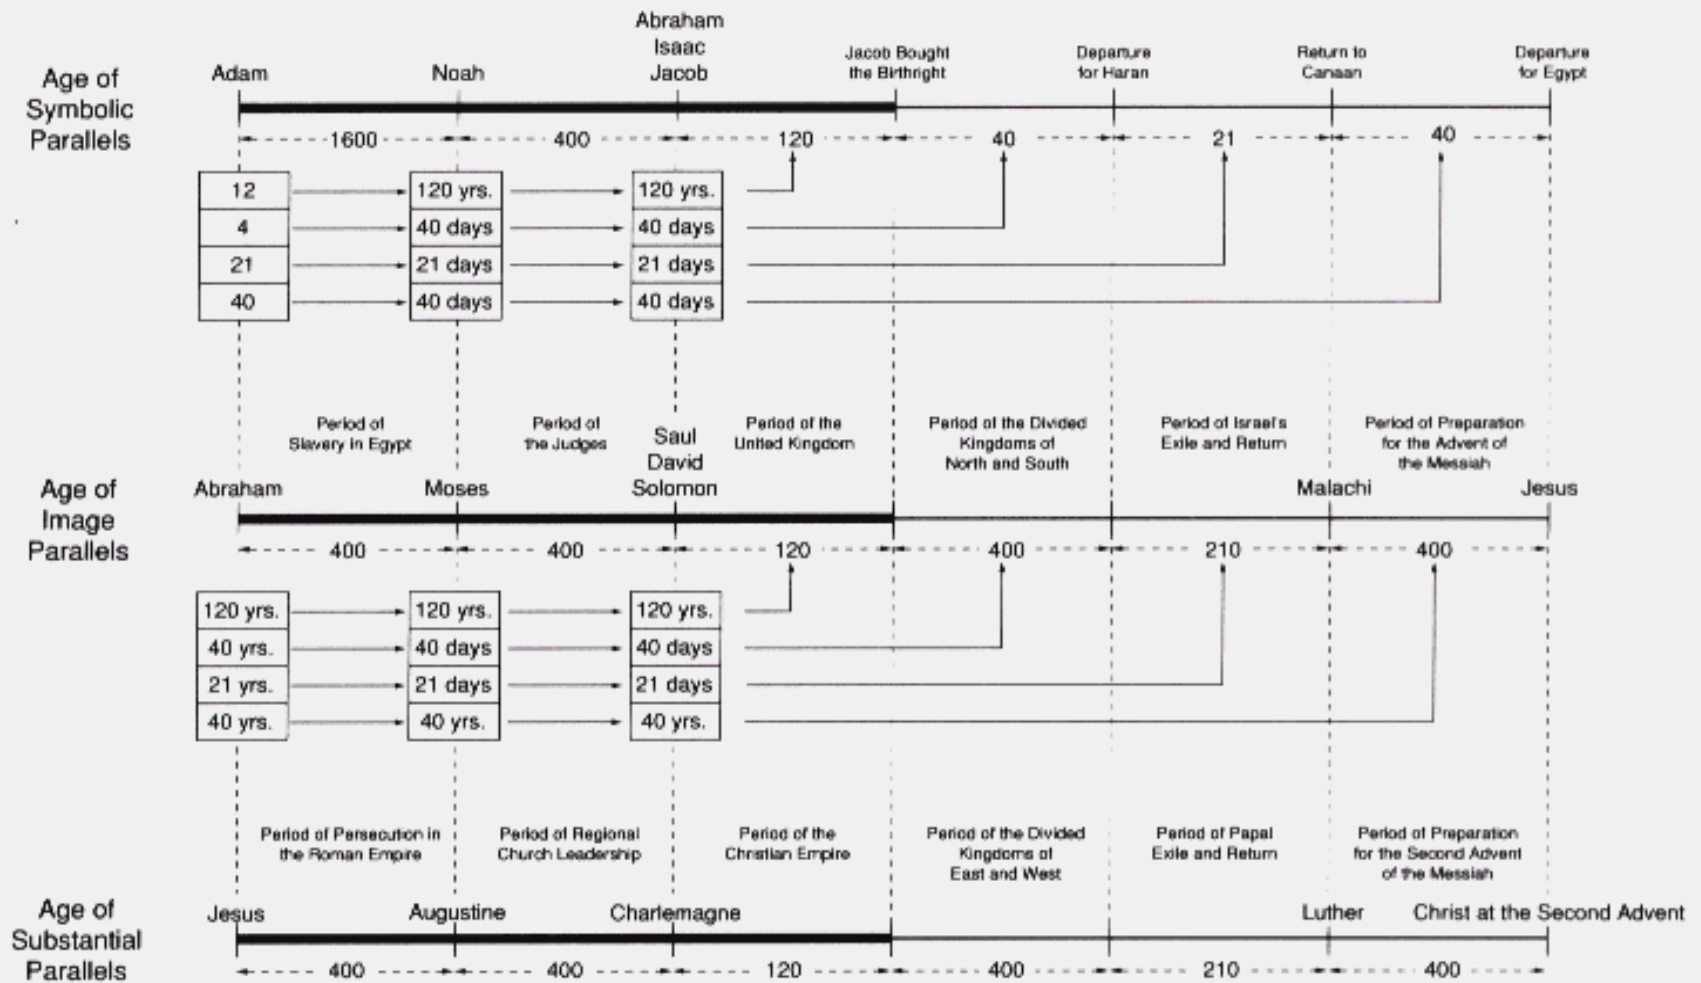 Age of
Symbolic
Parallels
Adam
Noah
Abraham
Isaac
Jacob
Jacob Bought
the Birthright
Departure
for Haran
Return to
Canaan
Departure
for Egypt
1600
400
120
40
21
40
12
120 yrs.
120 yrs.
4
40 days
40 days
21
21 days
21 days
40
40 days
40 days
Period of
Slavery in Egypt
Period of
the Judges
Period of the
United Kingdom
Period of the Divided
Kingdoms of
North and South
Period of Israel's
Exile and Return
Period of Preparation
for the Advent of
the Messiah
Age of
Image
Parallels
Abraham
Moses
Saul
David
Solomon
Malachi
Jesus
400
400
120
400
210
400
120 yrs.
120 yrs.
120 yrs.
40 yrs.
40 days
40 days
21 yrs.
21 days
21 days
40 yrs.
40 yrs.
40 yrs.
Period of Persecution in
the Roman Empire
Period of Regional
Church Leadership
Period of the
Christian Empire
Period of the Divided
Kingdoms of
East and West
Period of Papal
Exile and Return
Period of Preparation
for the Second Advent
of the Messiah
Age of
Substantial
Parallels
Jesus
Augustine
Charlemagne
Luther
Christ at the Second Advent
400
400
120
400
210
400